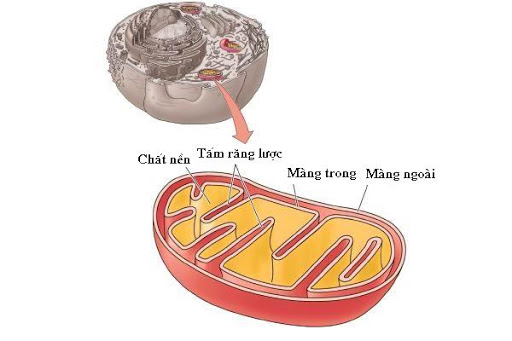 Chất nền
Tấm răng lược
Màng trong
Màng ngoài